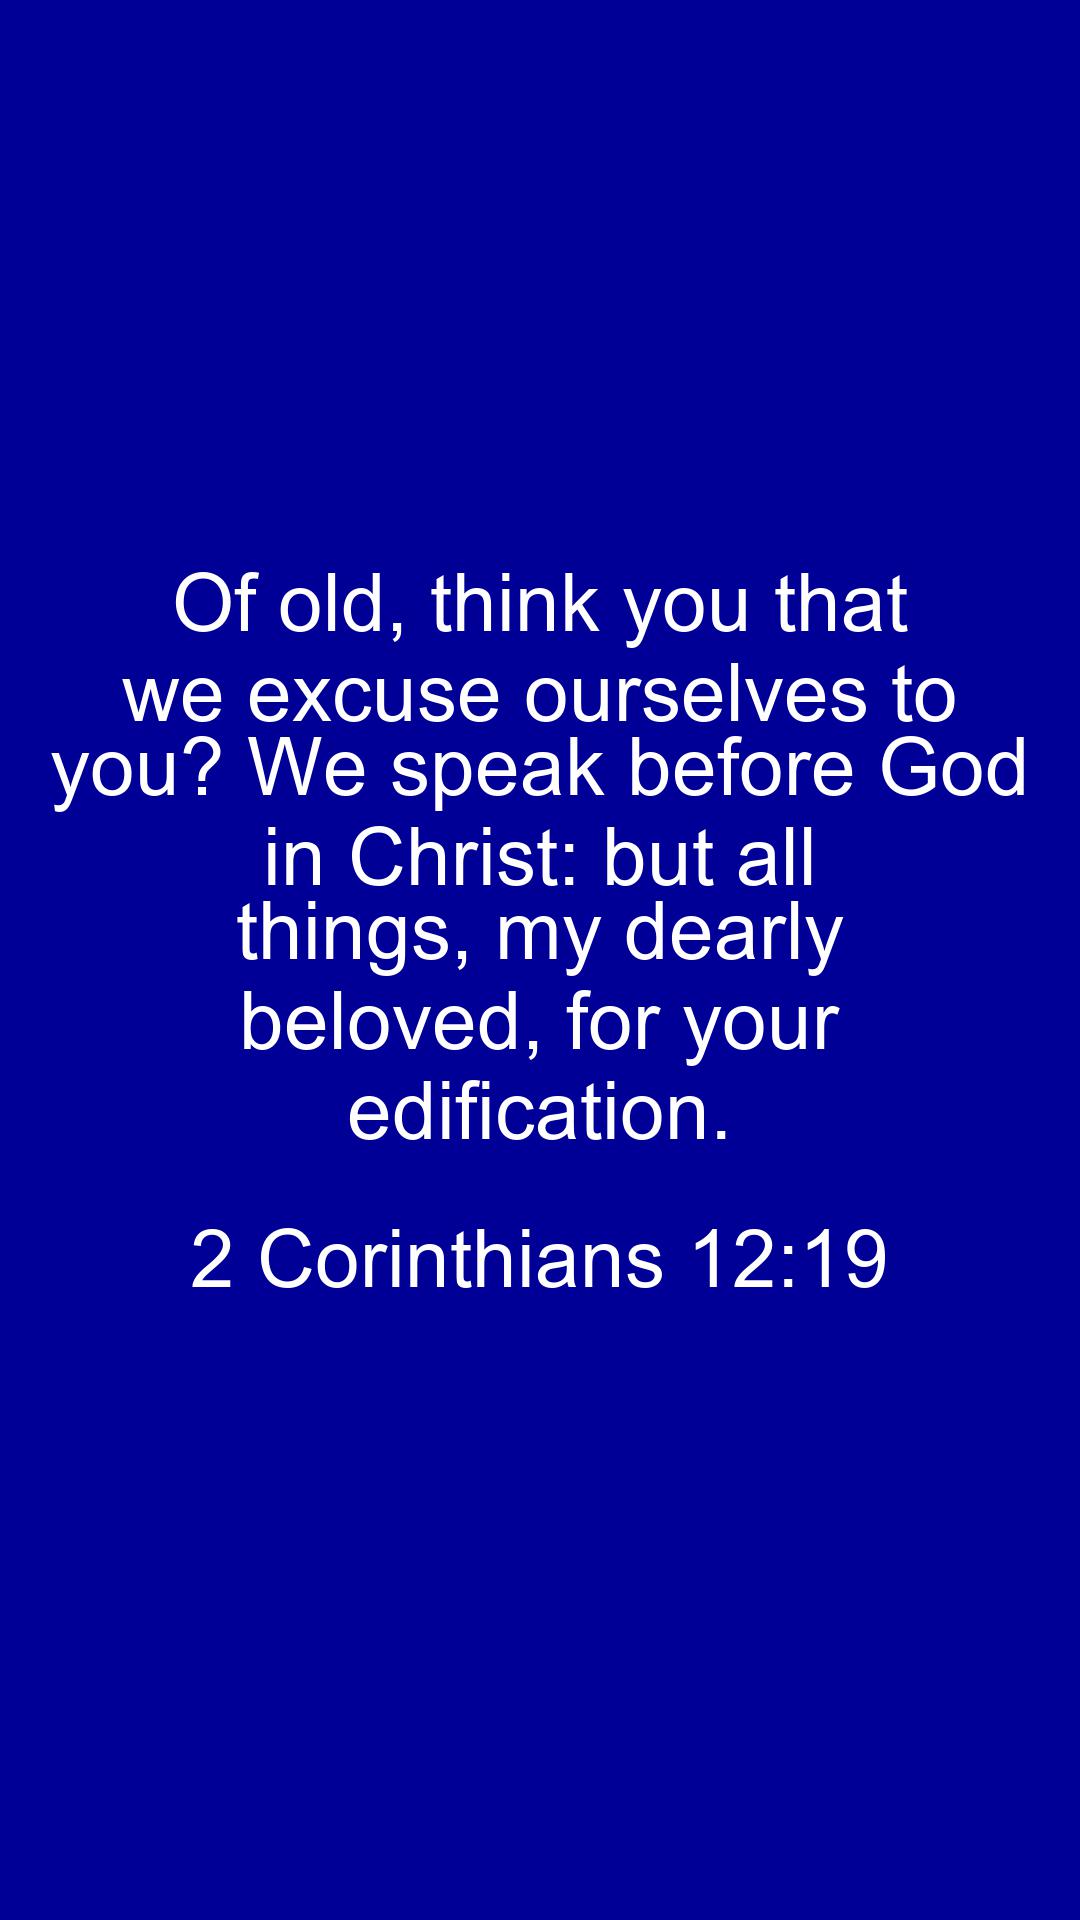 Of old, think you that
we excuse ourselves to
you? We speak before God
in Christ: but all
things, my dearly
beloved, for your
edification.
2 Corinthians 12:19